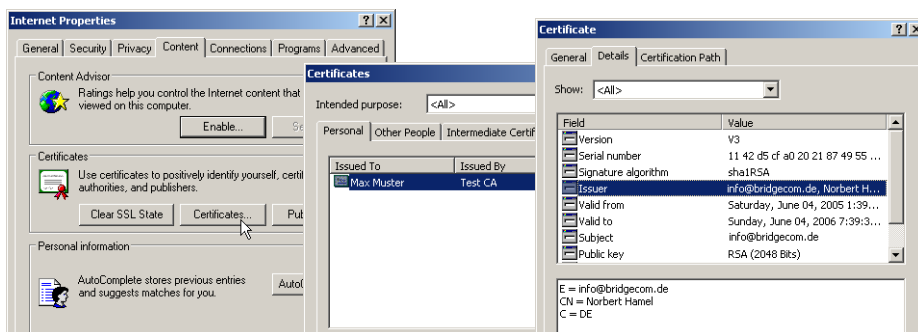 Internet Properties
General Security Privacy Content Connections Programs Advanced
Content Advisor
Ratings help you control the Internet content that
viewed on this computer.
Enable...
Certificates
Use certificates to positively identify yourself,
authorities, and publishers.
Clear SSL State Certificates...
Personal information
AutoComplete stores previous entries
and suggests matches for you.
Certificates
Intended purpose: <All>
Personal Other People Intermediate
Issued To Issued By
Max Muster Test CA
Certificate
General Details Certification Path
Show: <All>
Field Value
Version V3
Serial number 11 42 d5 cf a0 20 21 87 49 55 ...
Signature algorithm sha1RSA
Issuer info@bridgecom.de, Norbert H...
Valid from Saturday, June 04, 2005 1:39...
Valid to Sunday, June 04, 2006 7:39:3...
Subject info@bridgecom.de
Public key RSA (2048 Bits)
E = info@bridgecom.de
CN = Norbert Hamel
C = DE